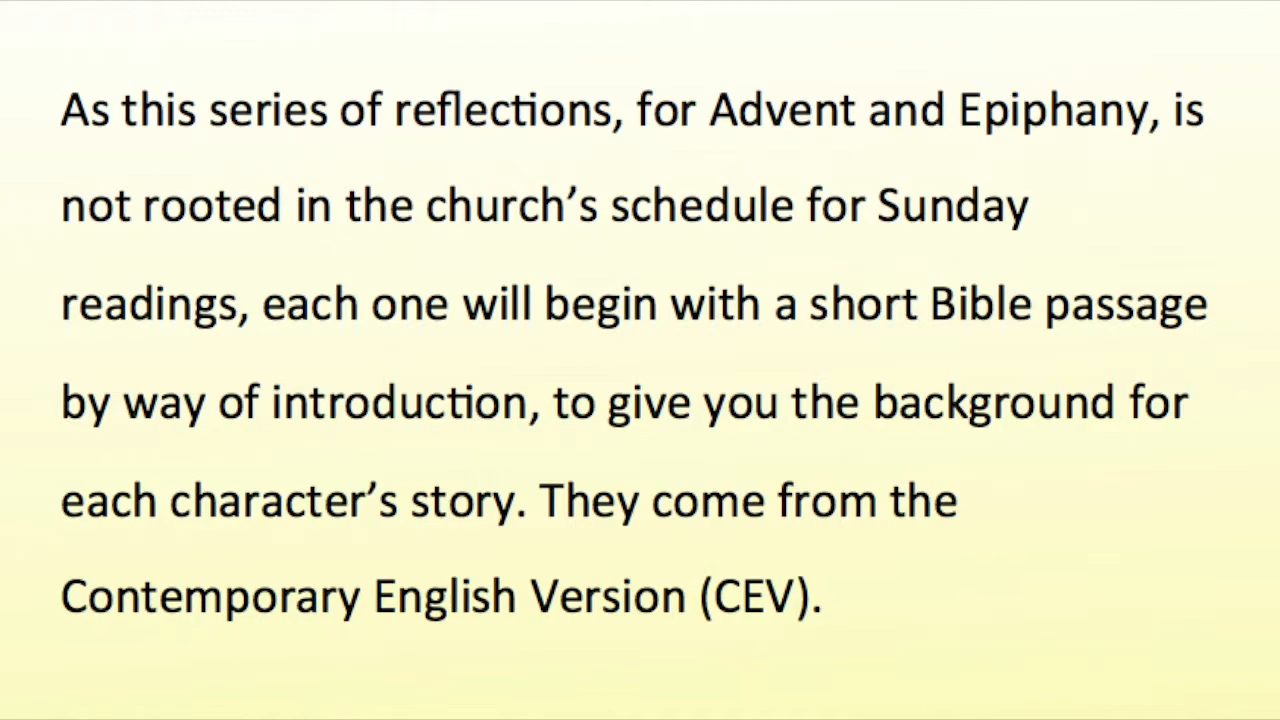 As this series of reflections, for Advent and Epiphany, is
not rooted in the church’s schedule for Sunday
readings, each one will begin with a short Bible passage
by way of introduction, to give you the background for
each character’s story. They come from the
Contemporary English Version (CEV).